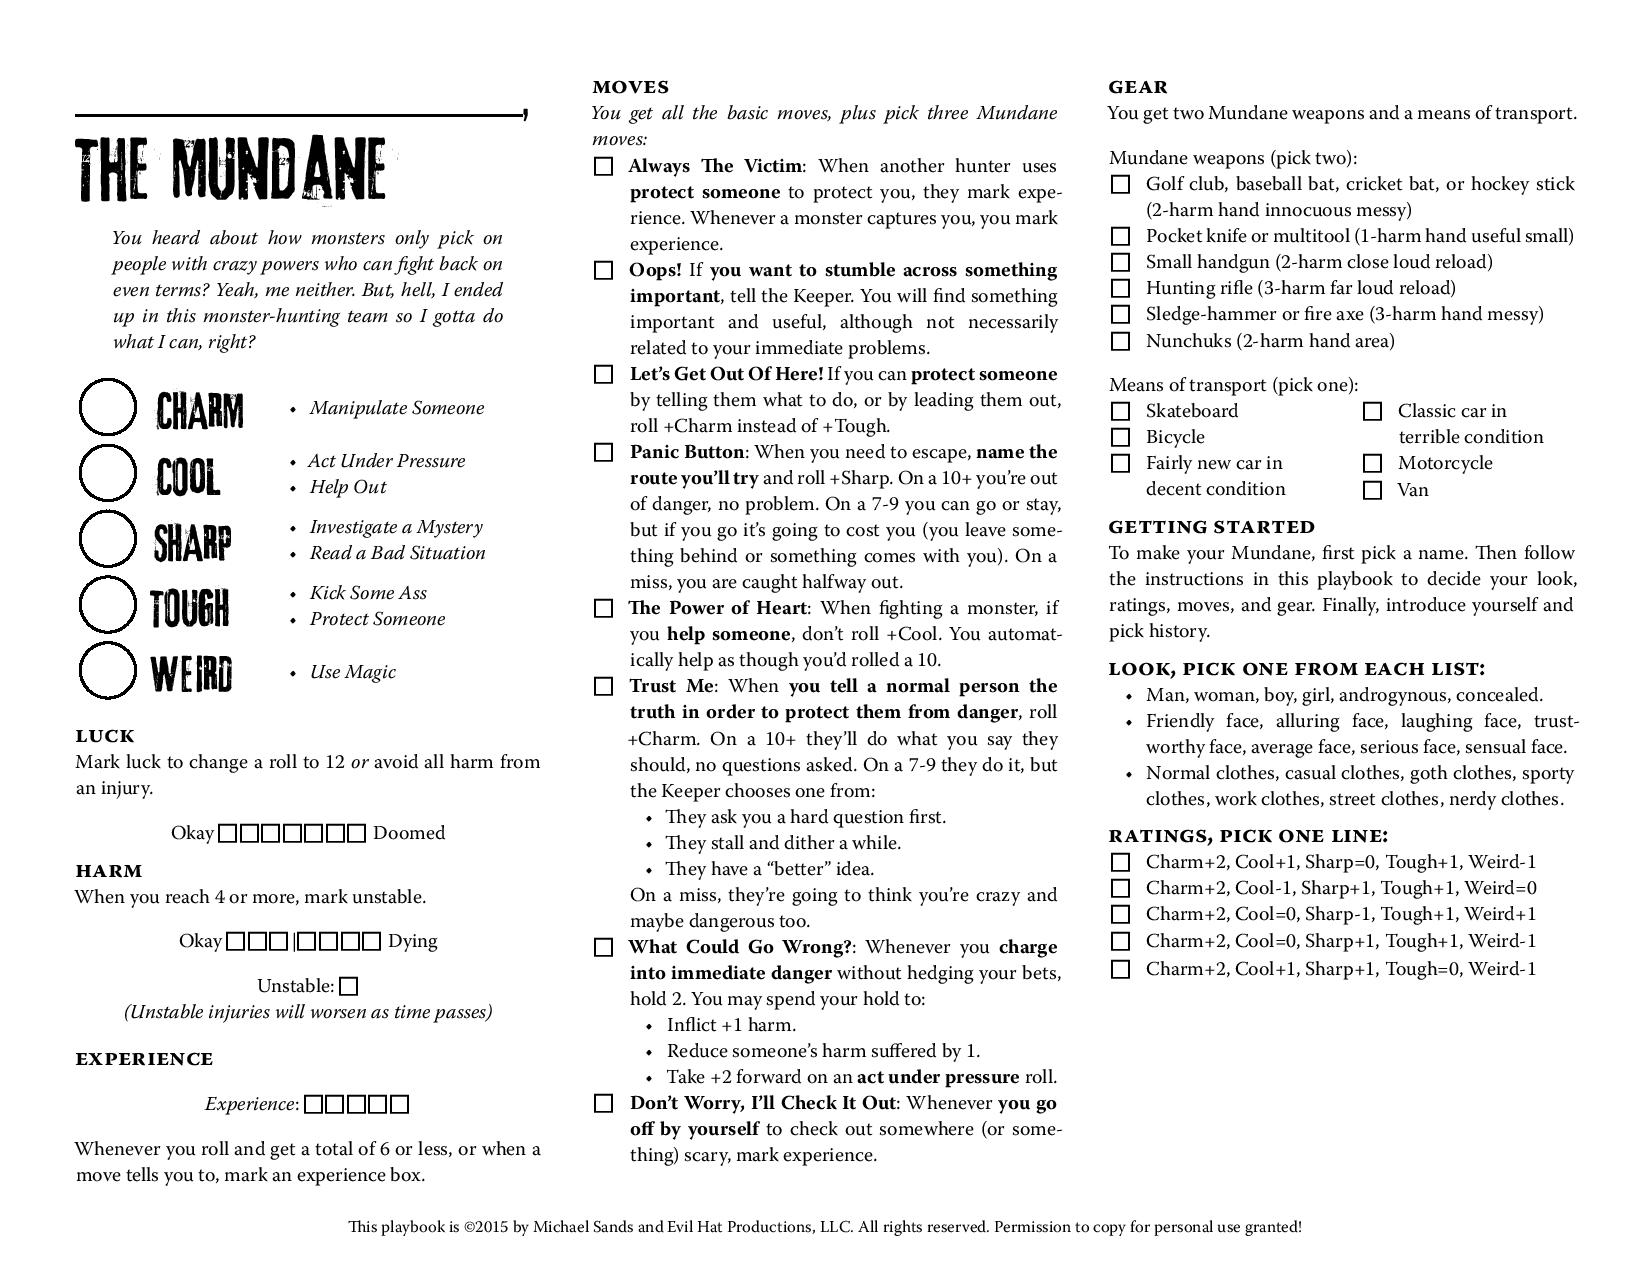 THE MUNDANE
You heard about how monsters only pick on
people with crazy powers who can fight back on
even terms? Yeah, me neither. But, hell, I ended
up in this monster-hunting team so I gotta do
what I can, right?
CHARM
• Manipulate Someone
COOL
• Act Under Pressure
• Help Out
SHARP
• Investigate a Mystery
• Read a Bad Situation
TOUGH
• Kick Some Ass
• Protect Someone
WEIRD
• Use Magic
LUCK
Mark luck to change a roll to 12 or avoid all harm from
an injury.
Okay Doomed
HARM
When you reach 4 or more, mark unstable.
Okay Dying
Unstable:
(Unstable injuries will worsen as time passes)
EXPERIENCE
Experience:
Whenever you roll and get a total of 6 or less, or when a
move tells you to, mark an experience box.
MOVES
You get all the basic moves, plus pick three Mundane
moves:
Always The Victim: When another hunter uses
protect someone to protect you, they mark expe-
rience. Whenever a monster captures you, you mark
experience.
Oops! If you want to stumble across something
important, tell the Keeper. You will find something
important and useful, although not necessarily
related to your immediate problems.
Let's Get Out Of Here! If you can protect someone
by telling them what to do, or by leading them out,
roll +Charm instead of +Tough.
Panic Button: When you need to escape, name the
route you'll try and roll +Sharp. On a 10+ you're out
of danger, no problem. On a 7-9 you can go or stay,
but if you go it's going to cost you (you leave some-
thing behind or something comes with you). On a
miss, you are caught halfway out.
The Power of Heart: When fighting a monster, if
you help someone, don't roll +Cool. You automat-
ically help as though you'd rolled a 10.
Trust Me: When you tell a normal person the
truth in order to protect them from danger, roll
+Charm. On a 10+ they'll do what you say they
should, no questions asked. On a 7-9 they do it, but
the Keeper chooses one from:
• They ask you a hard question first.
• They stall and dither a while.
• They have a “better” idea.
On a miss, they're going to think you're crazy and
maybe dangerous too.
What Could Go Wrong?: Whenever you charge
into immediate danger without hedging your bets,
hold 2. You may spend your hold to:
• Inflict +1 harm.
• Reduce someone's harm suffered by 1.
• Take +2 forward on an act under pressure roll.
Don't Worry, I'll Check It Out: Whenever you go
off by yourself to check out somewhere (or some-
thing) scary, mark experience.
GEAR
You get two Mundane weapons and a means of transport.
Mundane weapons (pick two):
Golf club, baseball bat, cricket bat, or hockey stick
(2-harm hand innocuous messy)
Pocket knife or multitool (1-harm hand useful small)
Small handgun (2-harm close loud reload)
Hunting rifle (3-harm far loud reload)
Sledge-hammer or fire axe (3-harm hand messy)
Nunchuks (2-harm hand area)
Means of transport (pick one):
Skateboard
Bicycle
Fairly new car in
decent condition
Classic car in
terrible condition
Motorcycle
Van
GETTING STARTED
To make your Mundane, first pick a name. Then follow
the instructions in this playbook to decide your look,
ratings, moves, and gear. Finally, introduce yourself and
pick history.
LOOK, PICK ONE FROM EACH LIST:
• Man, woman, boy, girl, androgynous, concealed.
• Friendly face, alluring face, laughing face, trust-
worthy face, average face, serious face, sensual face.
• Normal clothes, casual clothes, goth clothes, sporty
clothes, work clothes, street clothes, nerdy clothes.
RATINGS, PICK ONE LINE:
Charm+2, Cool+1, Sharp=0, Tough+1, Weird-1
Charm+2, Cool-1, Sharp+1, Tough+1, Weird=0
Charm+2, Cool=0, Sharp-1, Tough+1, Weird+1
Charm+2, Cool=0, Sharp+1, Tough+1, Weird-1
Charm+2, Cool+1, Sharp+1, Tough=0, Weird-1
This playbook is ©2015 by Michael Sands and Evil Hat Productions, LLC. All rights reserved. Permission to copy for personal use granted!